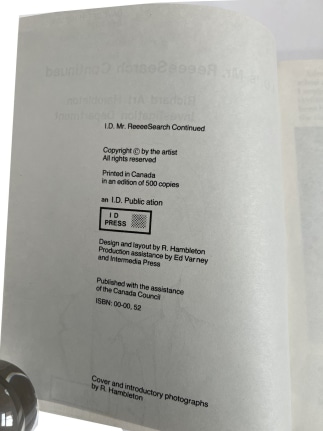 I.D. Mr. ReeeeSearch Continued
Copyright © by the artist
All rights reserved
Printed in Canada
in an edition of 500 copies
an I.D. Public ation
I D
PRESS
Design and layout by R. Hambleton
Production assistance by Ed Varney
and Intermedia Press
Published with the assistance
of the Canada Council
ISBN: 00-00, 52
Cover and introductory photographs
by R. Hambleton